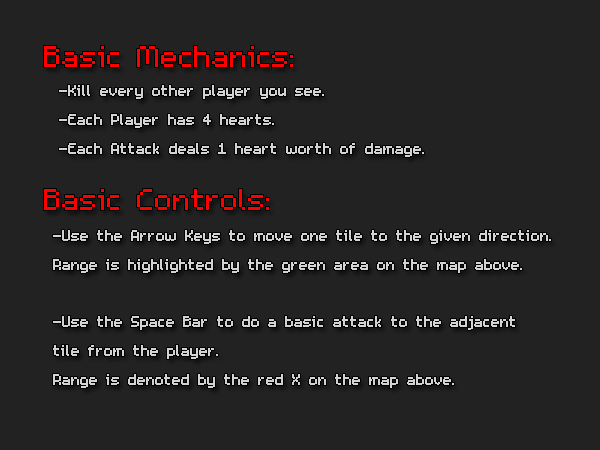 Basic Mechanics:
-Kill every other player you see.
-Each Player has 4 hearts.
-Each Attack deals 1 heart worth of damage.
Basic Controls:
-Use the Arrow Keys to move one tile to the given direction.
Range is highlighted by the green area on the map above.
-Use the Space Bar to do a basic attack to the adjacent
tile from the player.
Range is denoted by the red X on the map above.